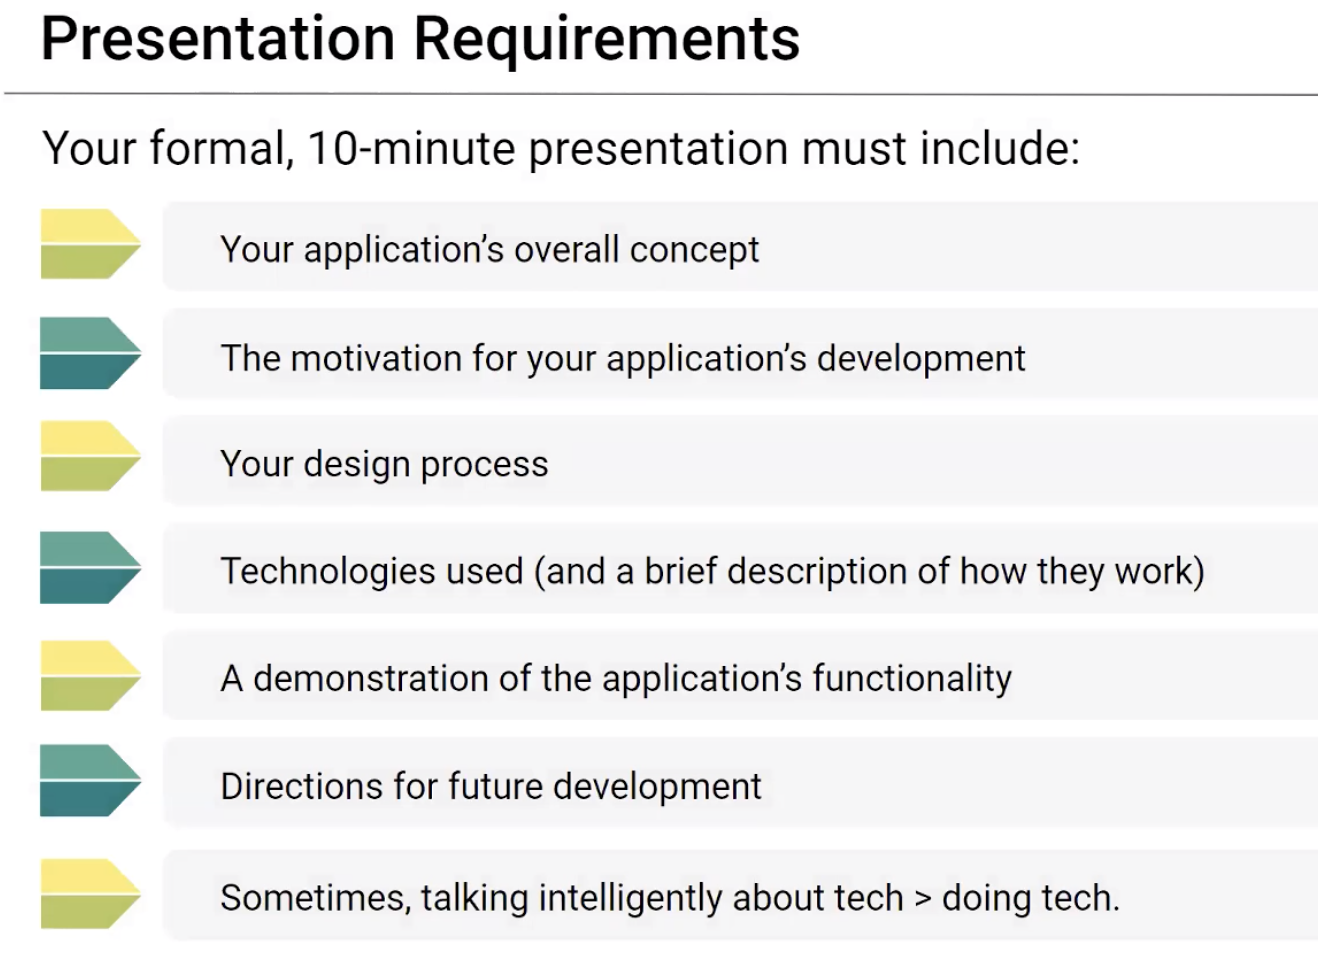 Presentation Requirements
Your formal, 10-minute presentation must include:
Your application’s overall concept
The motivation for your application’s development
Your design process
Technologies used (and a brief description of how they work)
A demonstration of the application’s functionality
Directions for future development
Sometimes, talking intelligently about tech > doing tech.